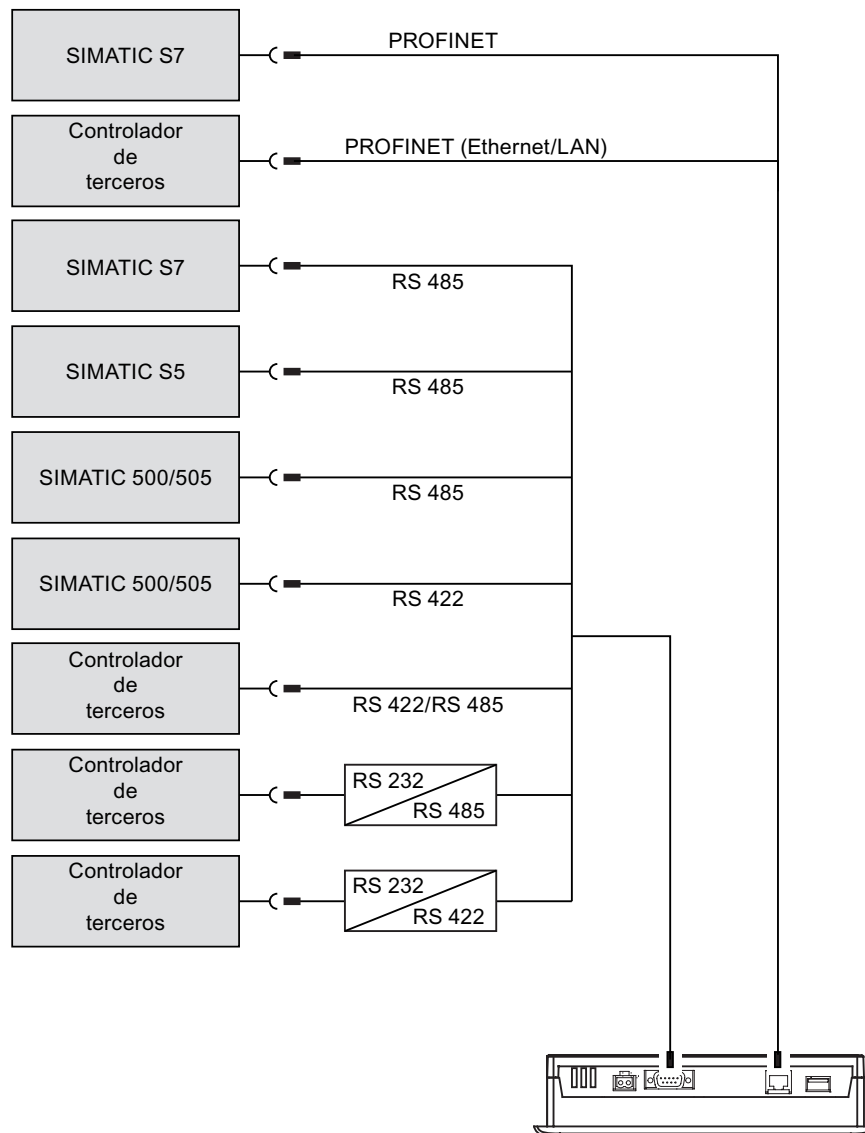 SIMATIC S7
PROFINET
Controlador
de
terceros
PROFINET (Ethernet/LAN)
SIMATIC S7
RS 485
SIMATIC S5
RS 485
SIMATIC 500/505
RS 485
SIMATIC 500/505
RS 422
Controlador
de
terceros
RS 422/RS 485
Controlador
de
terceros
RS 232
RS 485
Controlador
de
terceros
RS 232
RS 422